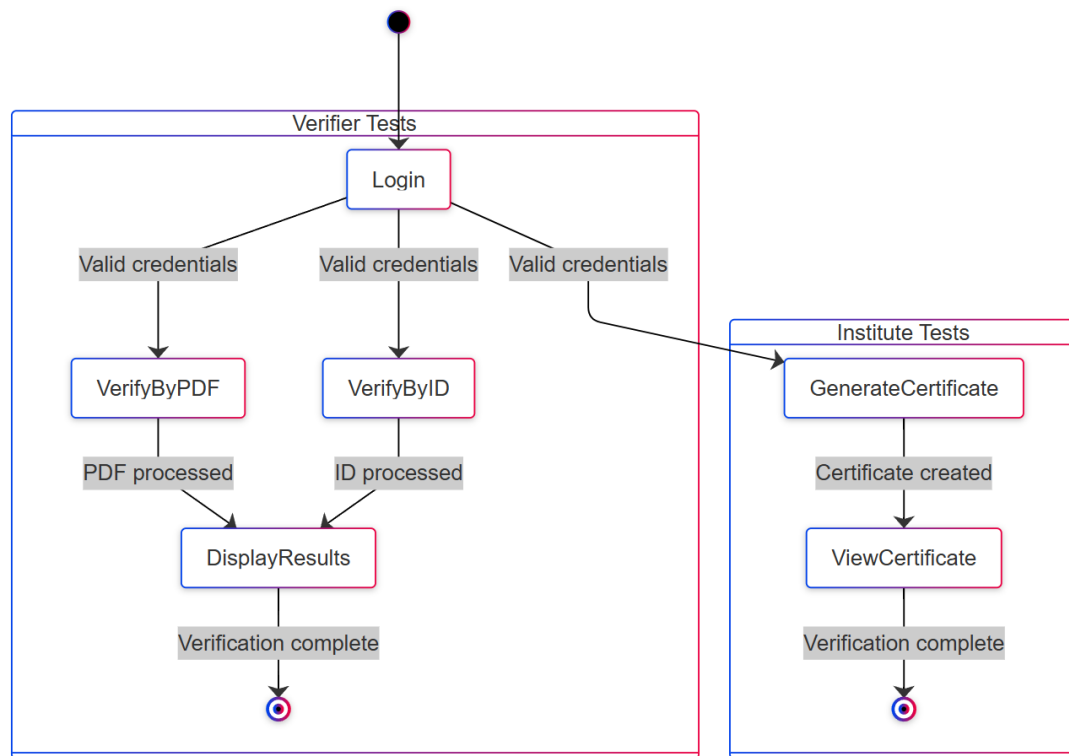 Verifier Tests
Login
Valid credentials
Valid credentials
Valid credentials
Institute Tests
VerifyByPDF
VerifyByID
GenerateCertificate
PDF processed
ID processed
Certificate created
DisplayResults
ViewCertificate
Verification complete
Verification complete